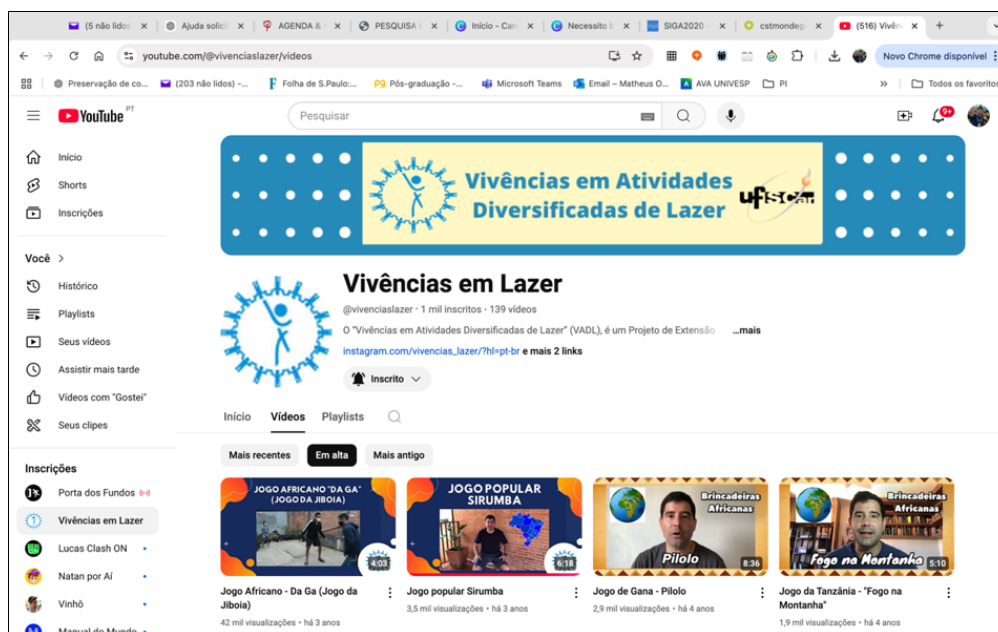 (5 não lidos
Ajuda solicit
AGENDA &
PESQUISA (
Início - Can
Necessito b
SIGA2020 -
cstmondeg
(516) Vivên
youtube.com/@vivenciaslazer/videos
Novo Chrome disponível
Preservação de co...
(203 não lidos) -...
Folha de S.Paulo:...
Pós-graduação -...
Microsoft Teams
Email – Matheus O...
AVA UNIVESP
PI
»
Todos os favoritos
YouTube PT
Pesquisar
9+
Início
Shorts
Inscrições
Você >
Histórico
Playlists
Seus vídeos
Assistir mais tarde
Vídeos com "Gostei"
Seus clipes
Inscrições
Porta dos Fundos
Vivências em Lazer
Lucas Clash ON
Natan por Aí
Vinhô
Manual do Mundo
Vivências em Atividades
Diversificadas de Lazer
ufscar
Vivências em Lazer
@vivenciaslazer · 1 mil inscritos · 139 vídeos
O "Vivências em Atividades Diversificadas de Lazer" (VADL), é um Projeto de Extensão ...mais
instagram.com/vivencias_lazer/?hl=pt-br e mais 2 links
Inscrito
Início
Vídeos
Playlists
Mais recentes
Em alta
Mais antigo
JOGO AFRICANO "DA GA"
(JOGO DA JIBOIA)
4:03
Jogo Africano - Da Ga (Jogo da
Jiboia)
42 mil visualizações · há 3 anos
JOGO POPULAR
SIRUMBA
6:18
Jogo popular Sirumba
3,5 mil visualizações · há 3 anos
Brincadeiras
Africanas
Pilolo
8:36
Jogo de Gana - Pilolo
2,9 mil visualizações · há 4 anos
Brincadeiras
Africanas
Fogo na Montanha
5:10
Jogo da Tanzânia - "Fogo na
Montanha"
1,9 mil visualizações · há 4 anos